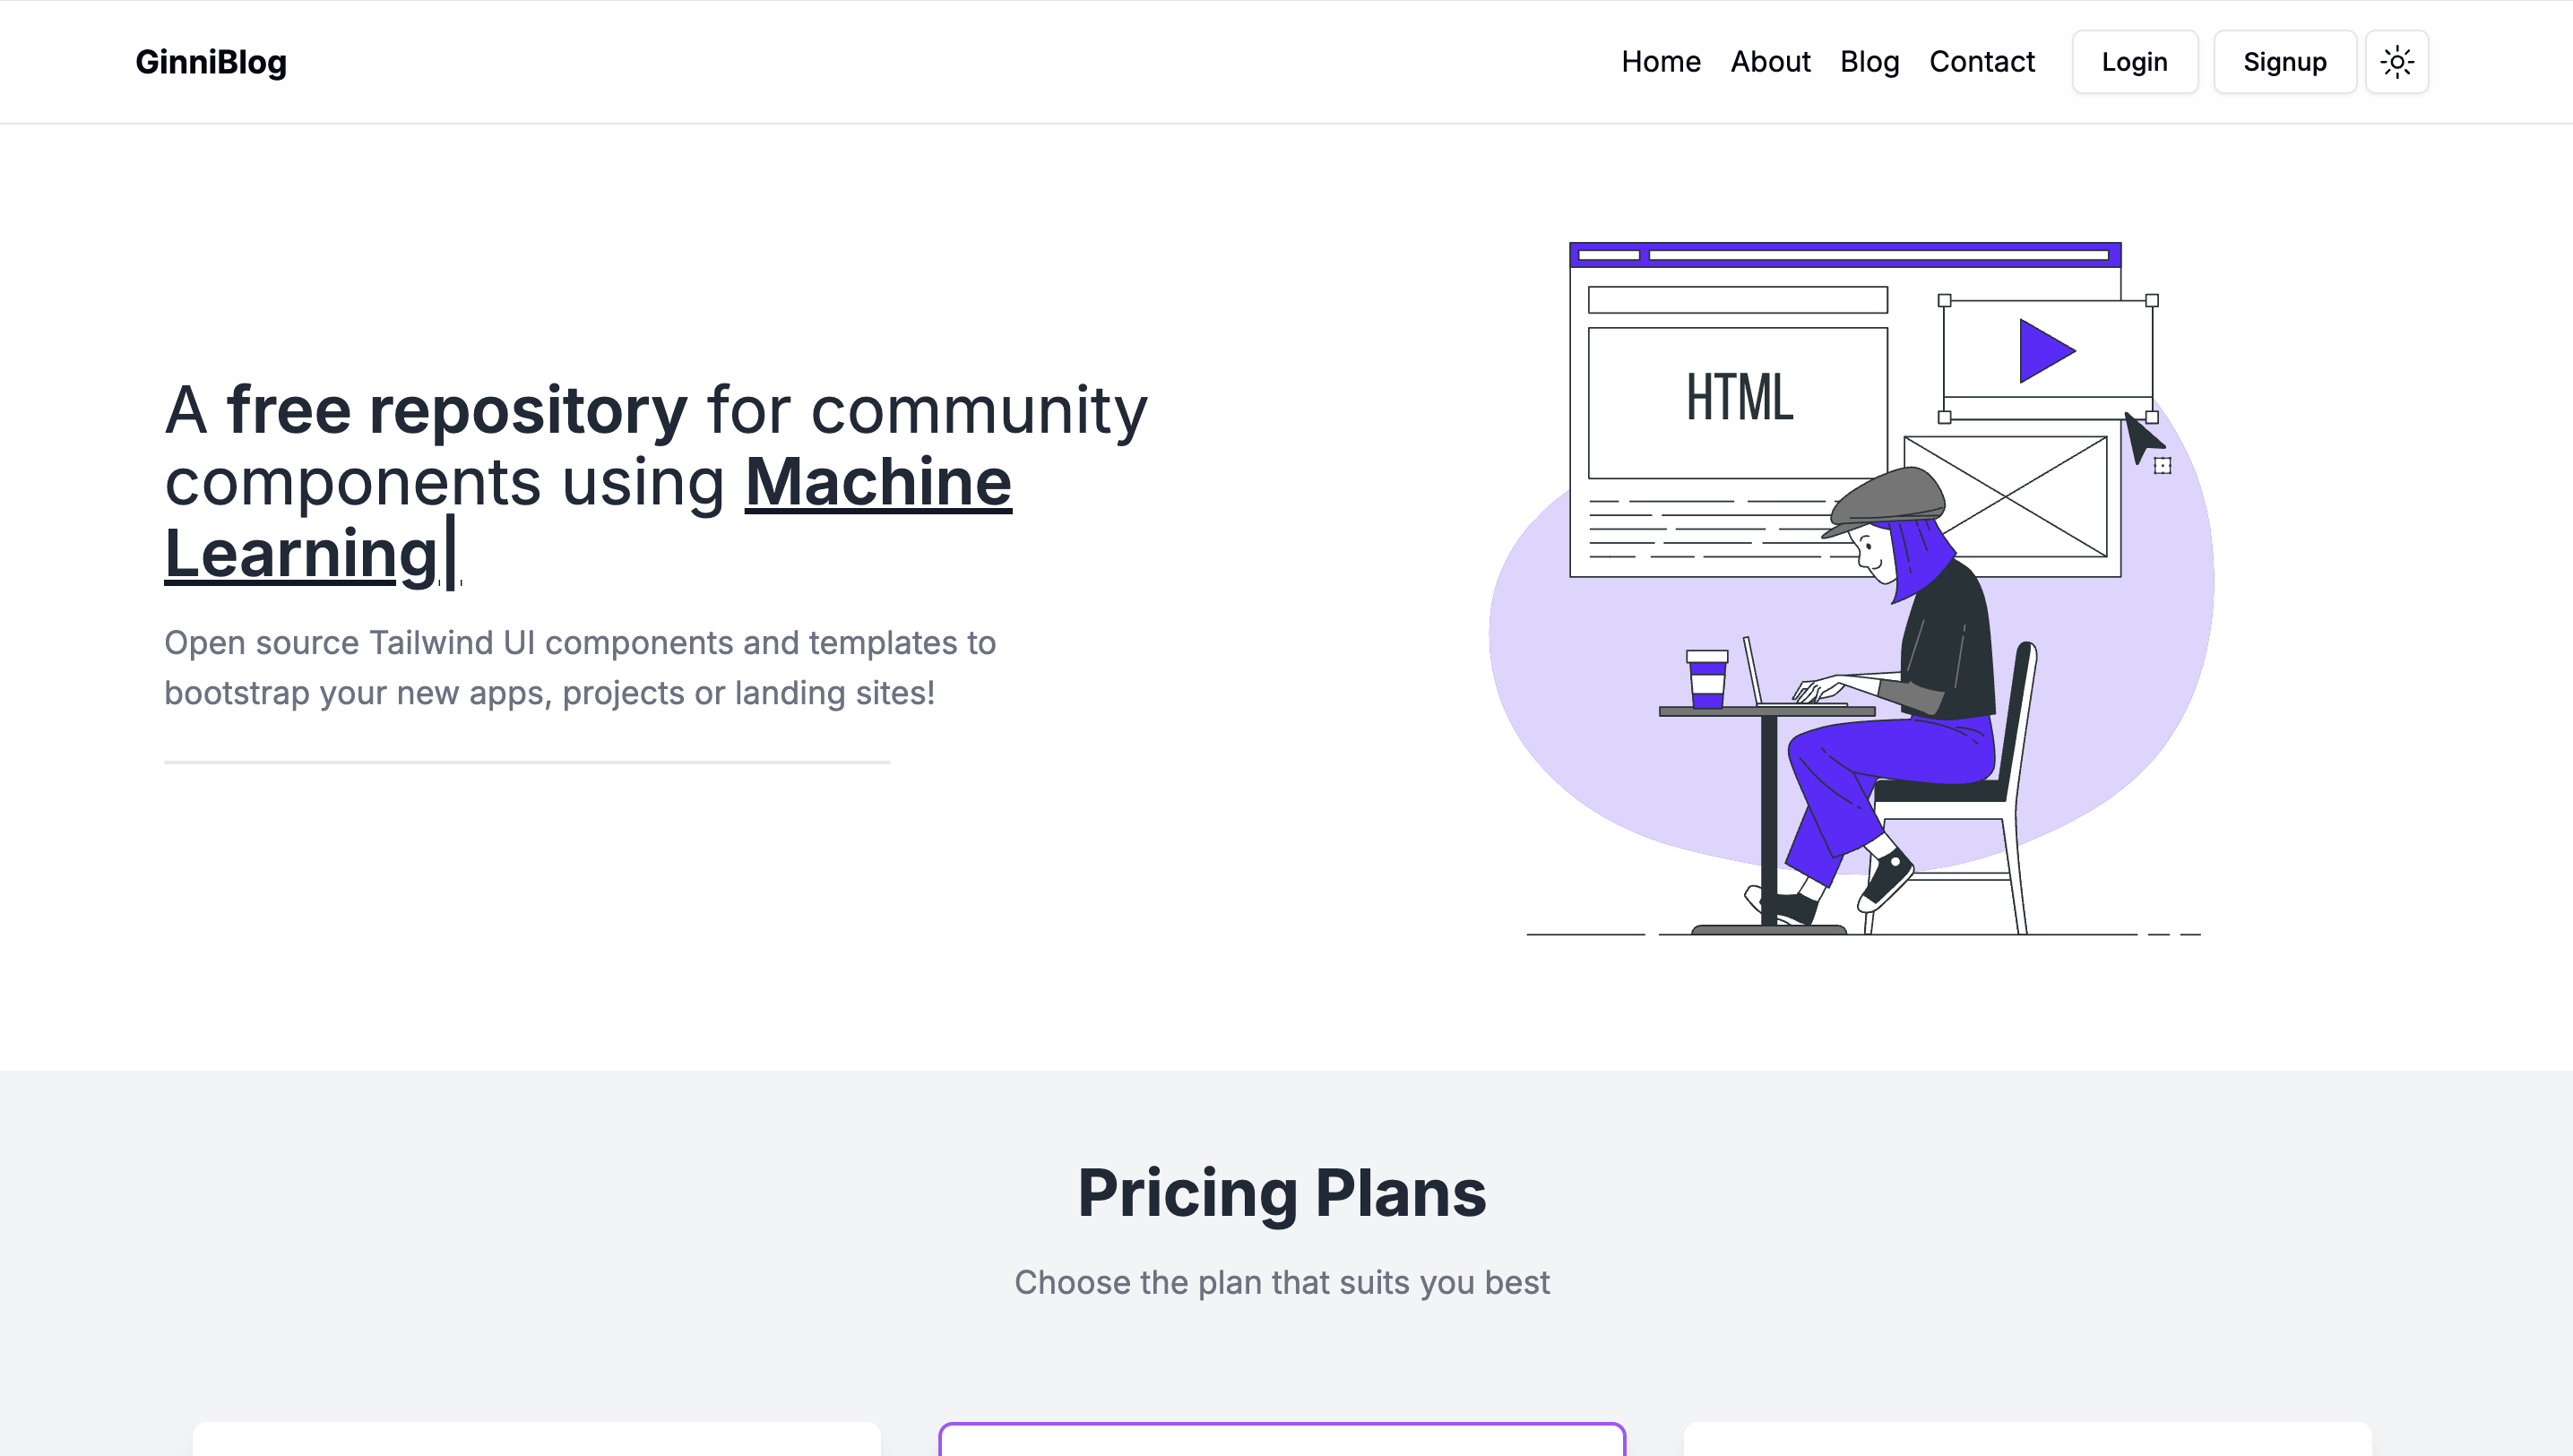 GinniBlog
Home About Blog Contact Login Signup
HTML
A free repository for community
components using Machine
Learning|
Open source Tailwind UI components and templates to
bootstrap your new apps, projects or landing sites!
Pricing Plans
Choose the plan that suits you best